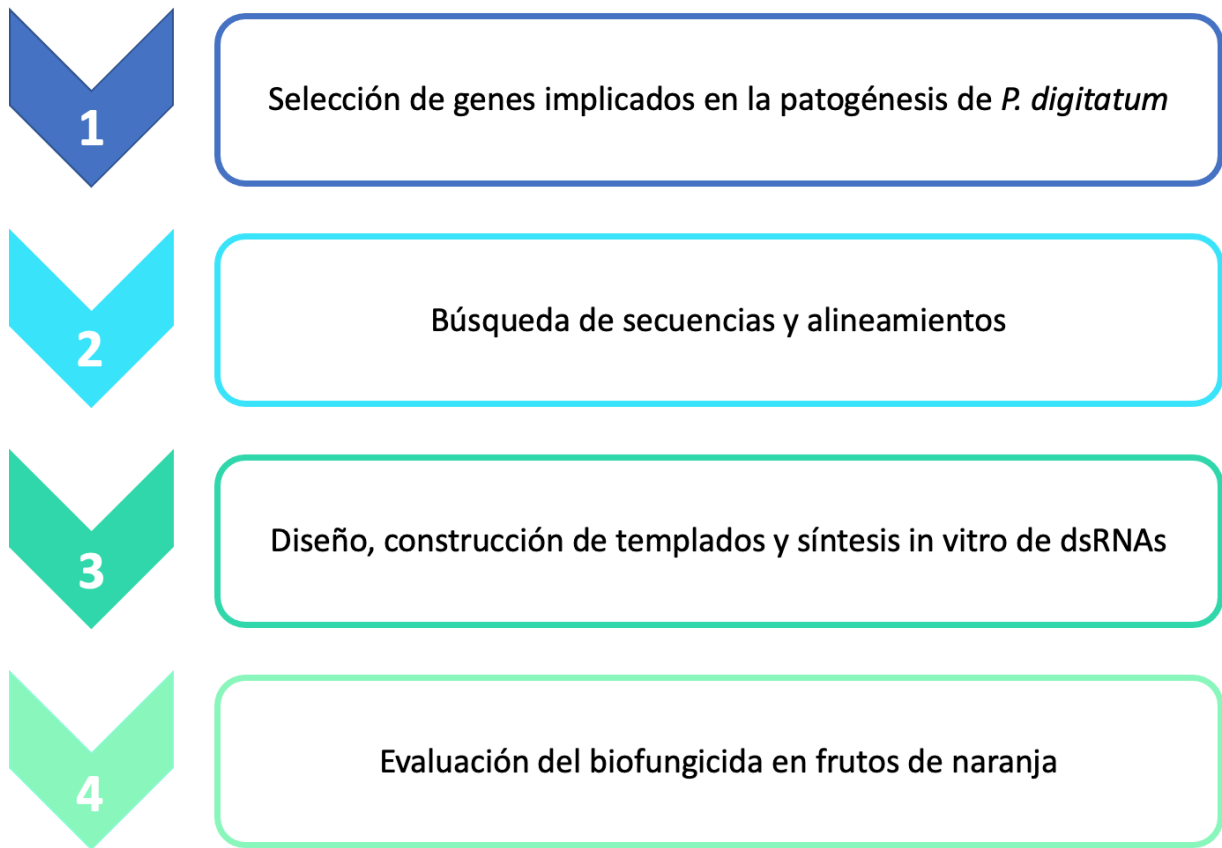 1
Selección de genes implicados en la patogénesis de P. digitatum
2
Búsqueda de secuencias y alineamientos
3
Diseño, construcción de templados y síntesis in vitro de dsRNAs
4
Evaluación del biofungicida en frutos de naranja